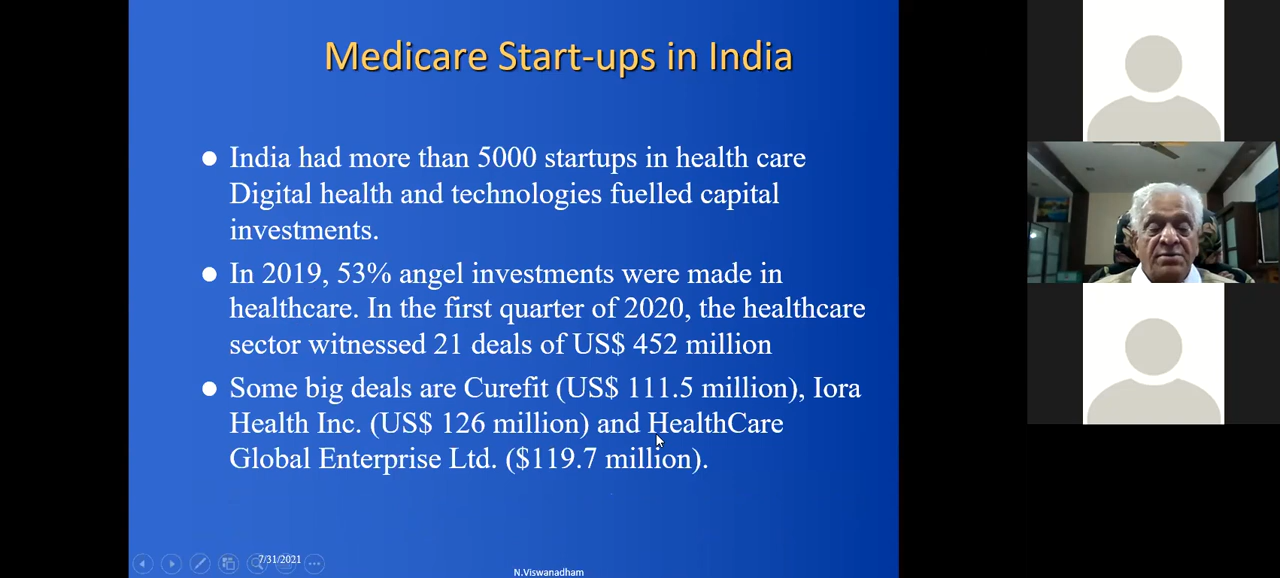 Medicare Start-ups in India
India had more than 5000 startups in health care
Digital health and technologies fuelled capital
investments.
In 2019, 53% angel investments were made in
healthcare. In the first quarter of 2020, the healthcare
sector witnessed 21 deals of US$ 452 million
Some big deals are Curefit (US$ 111.5 million), Iora
Health Inc. (US$ 126 million) and HealthCare
Global Enterprise Ltd. ($119.7 million).
7/31/2021
N.Viswanadham